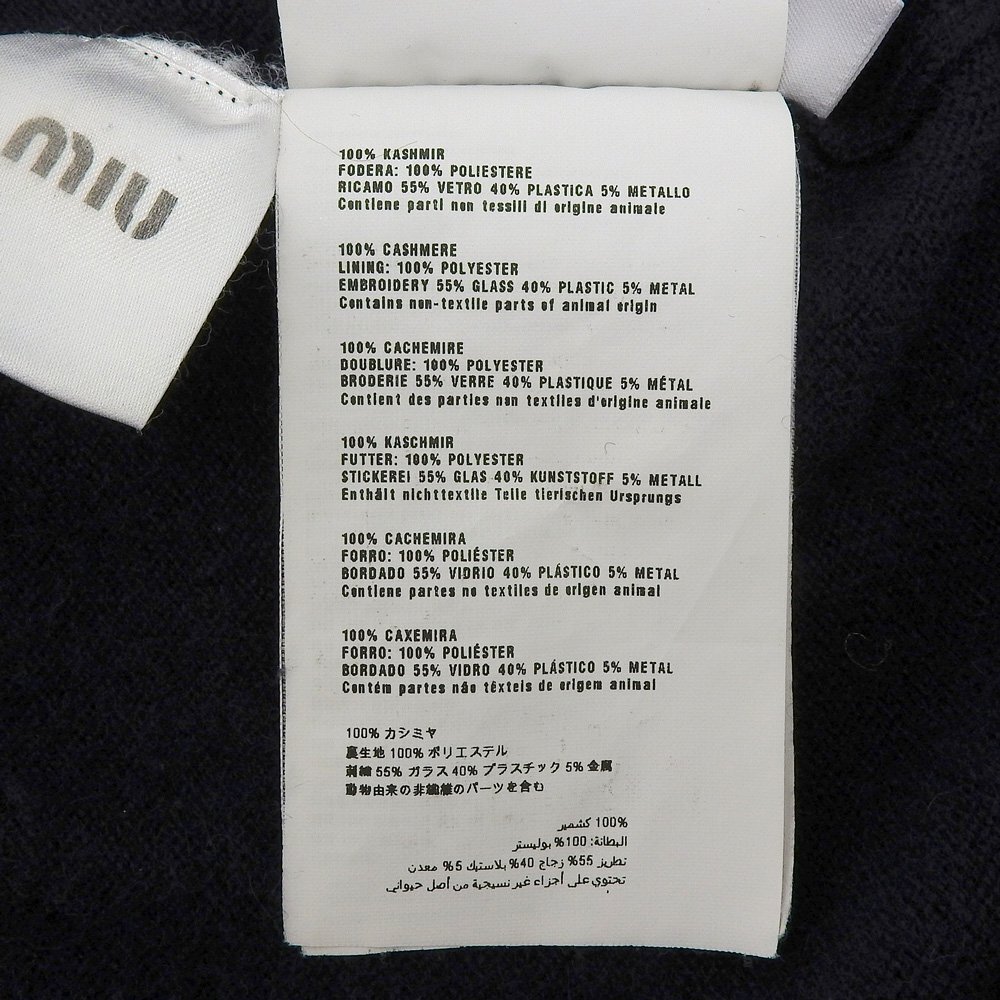 miu
100% KASHMIR
FODERA: 100% POLIESTERE
RICAMO 55% VETRO 40% PLASTICA 5% METALLO
Contiene parti non tessili di origine animale
100% CASHMERE
LINING: 100% POLYESTER
EMBROIDERY 55% GLASS 40% PLASTIC 5% METAL
Contains non-textile parts of animal origin
100% CACHEMIRE
DOUBLURE: 100% POLYESTER
BRODERIE 55% VERRE 40% PLASTIQUE 5% MÉTAL
Contient des parties non textiles d'origine animale
100% KASCHMIR
FUTTER: 100% POLYESTER
STICKEREI 55% GLAS 40% KUNSTSTOFF 5% METALL
Enthält nichttextile Teile tierischen Ursprungs
100% CACHEMIRA
FORRO: 100% POLIÉSTER
BORDADO 55% VIDRIO 40% PLÁSTICO 5% METAL
Contiene partes no textiles de origen animal
100% CAXEMIRA
FORRO: 100% POLIÉSTER
BORDADO 55% VIDRO 40% PLÁSTICO 5% METAL
Contém partes não têxteis de origem animal
100% カシミヤ
裏生地 100% ポリエステル
刺繍 55% ガラス 40% プラスチック 5% 金属
動物由来の非繊維のパーツを含む
100% كشمير
البطانة: 100% بوليستر
تطريز 55% زجاج 40% بلاستيك 5% معدن
تحتوي على أجزاء غير نسيجية من أصل حيواني